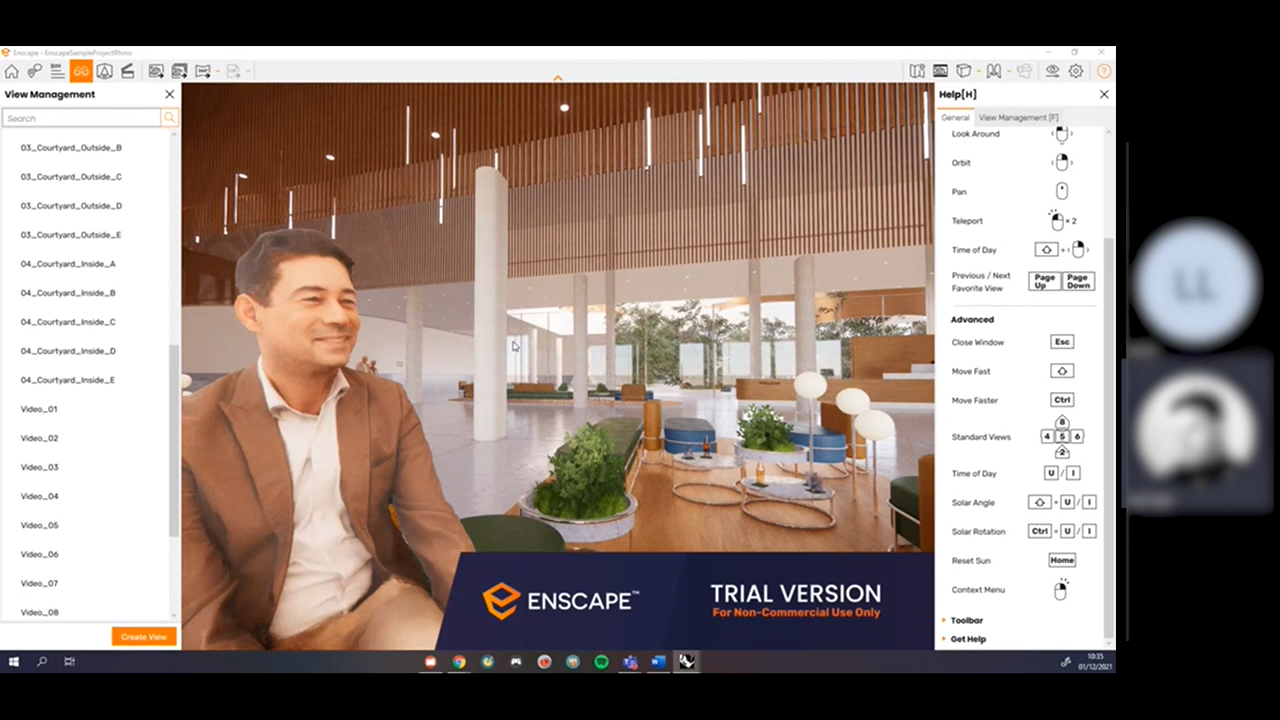 Enscape - EnscapeSampleProjectRhino
View Management
Search
03_Courtyard_Outside_B
03_Courtyard_Outside_C
03_Courtyard_Outside_D
03_Courtyard_Outside_E
04_Courtyard_Inside_A
04_Courtyard_Inside_B
04_Courtyard_Inside_C
04_Courtyard_Inside_D
04_Courtyard_Inside_E
Video_01
Video_02
Video_03
Video_04
Video_05
Video_06
Video_07
Video_08
Create View
ENSCAPE™
TRIAL VERSION
For Non-Commercial Use Only
Help[H]
General View Management [F]
Look Around
Orbit
Pan
Teleport × 2
Time of Day +
Previous / Next
Favorite View
Page Up Page Down
Advanced
Close Window Esc
Move Fast
Move Faster Ctrl
Standard Views 8 4 5 6 2
Time of Day U / I
Solar Angle + U / I
Solar Rotation Ctrl + U / I
Reset Sun Home
Context Menu
Toolbar
Get Help
10:35
01/12/2021
LL